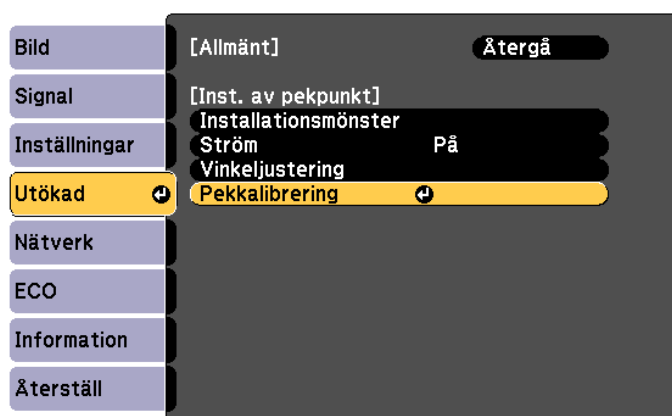 Bild
Signal
Inställningar
Utökad
Nätverk
ECO
Information
Återställ
[Allmänt] Återgå
[Inst. av pekpunkt]
Installationsmönster
Ström På
Vinkeljustering
Pekkalibrering